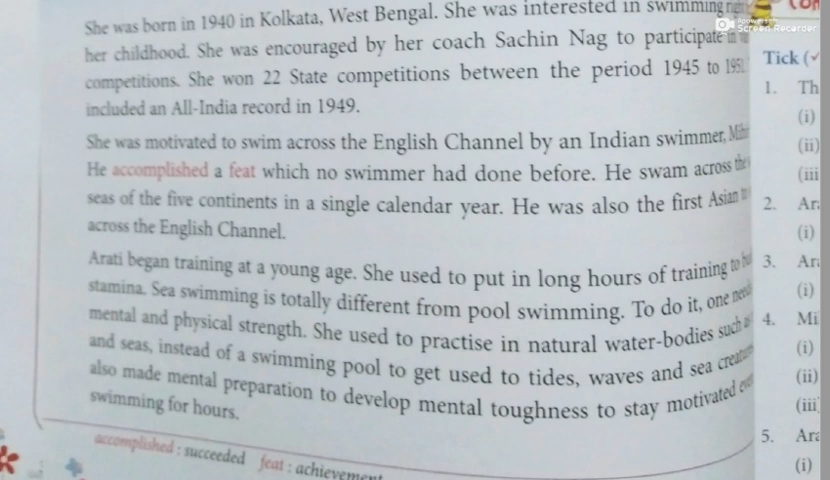 She was born in 1940 in Kolkata, West Bengal. She was interested in swimming
her childhood. She was encouraged by her coach Sachin Nag to participate in
competitions. She won 22 State competitions between the period 1945 to 1951
included an All-India record in 1949.
She was motivated to swim across the English Channel by an Indian swimmer,
He accomplished a feat which no swimmer had done before. He swam across the
seas of the five continents in a single calendar year. He was also the first Asian to
across the English Channel.
Arati began training at a young age. She used to put in long hours of training to
stamina. Sea swimming is totally different from pool swimming. To do it, one
mental and physical strength. She used to practise in natural water-bodies such
and seas, instead of a swimming pool to get used to tides, waves and sea
also made mental preparation to develop mental toughness to stay motivated
swimming for hours.
accomplished : succeeded feat : achievement
Screen Recorder
Tick (✓
1. Th
(i)
(ii)
(iii
2. Ar
(i)
3. Ar
(i)
4. Mi
(i)
(ii)
(iii
5. Ara
(i)